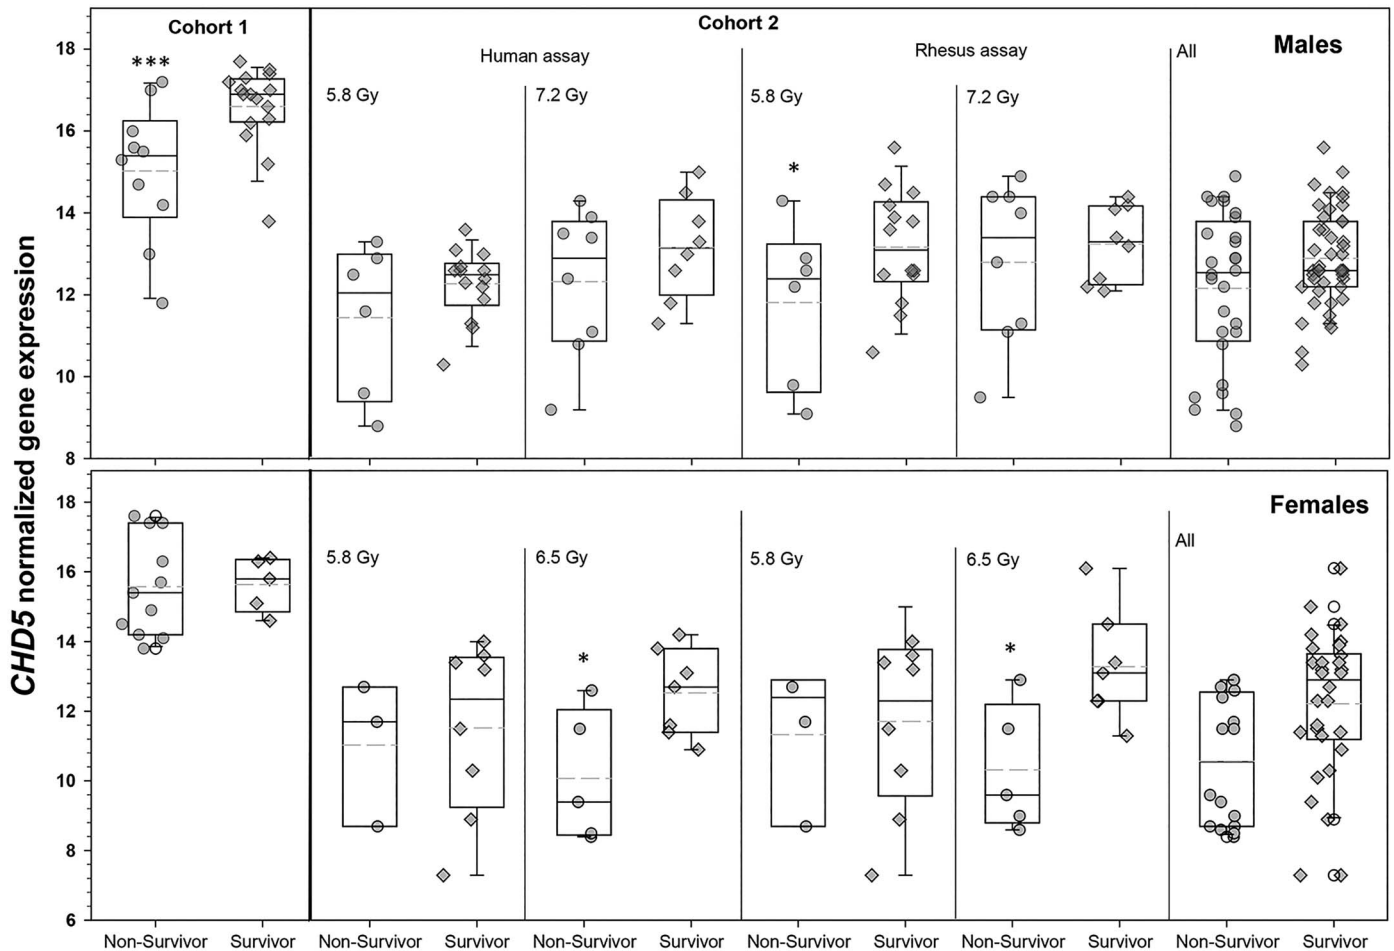 Cohort 1
Cohort 2
Males
Human assay
Rhesus assay
All
5.8 Gy
7.2 Gy
5.8 Gy
7.2 Gy
***
*
18
16
14
12
10
8
CHD5 normalized gene expression
Females
All
5.8 Gy
6.5 Gy
5.8 Gy
6.5 Gy
*
*
18
16
14
12
10
8
6
Non-Survivor Survivor Non-Survivor Survivor Non-Survivor Survivor Non-Survivor Survivor Non-Survivor Survivor Non-Survivor Survivor